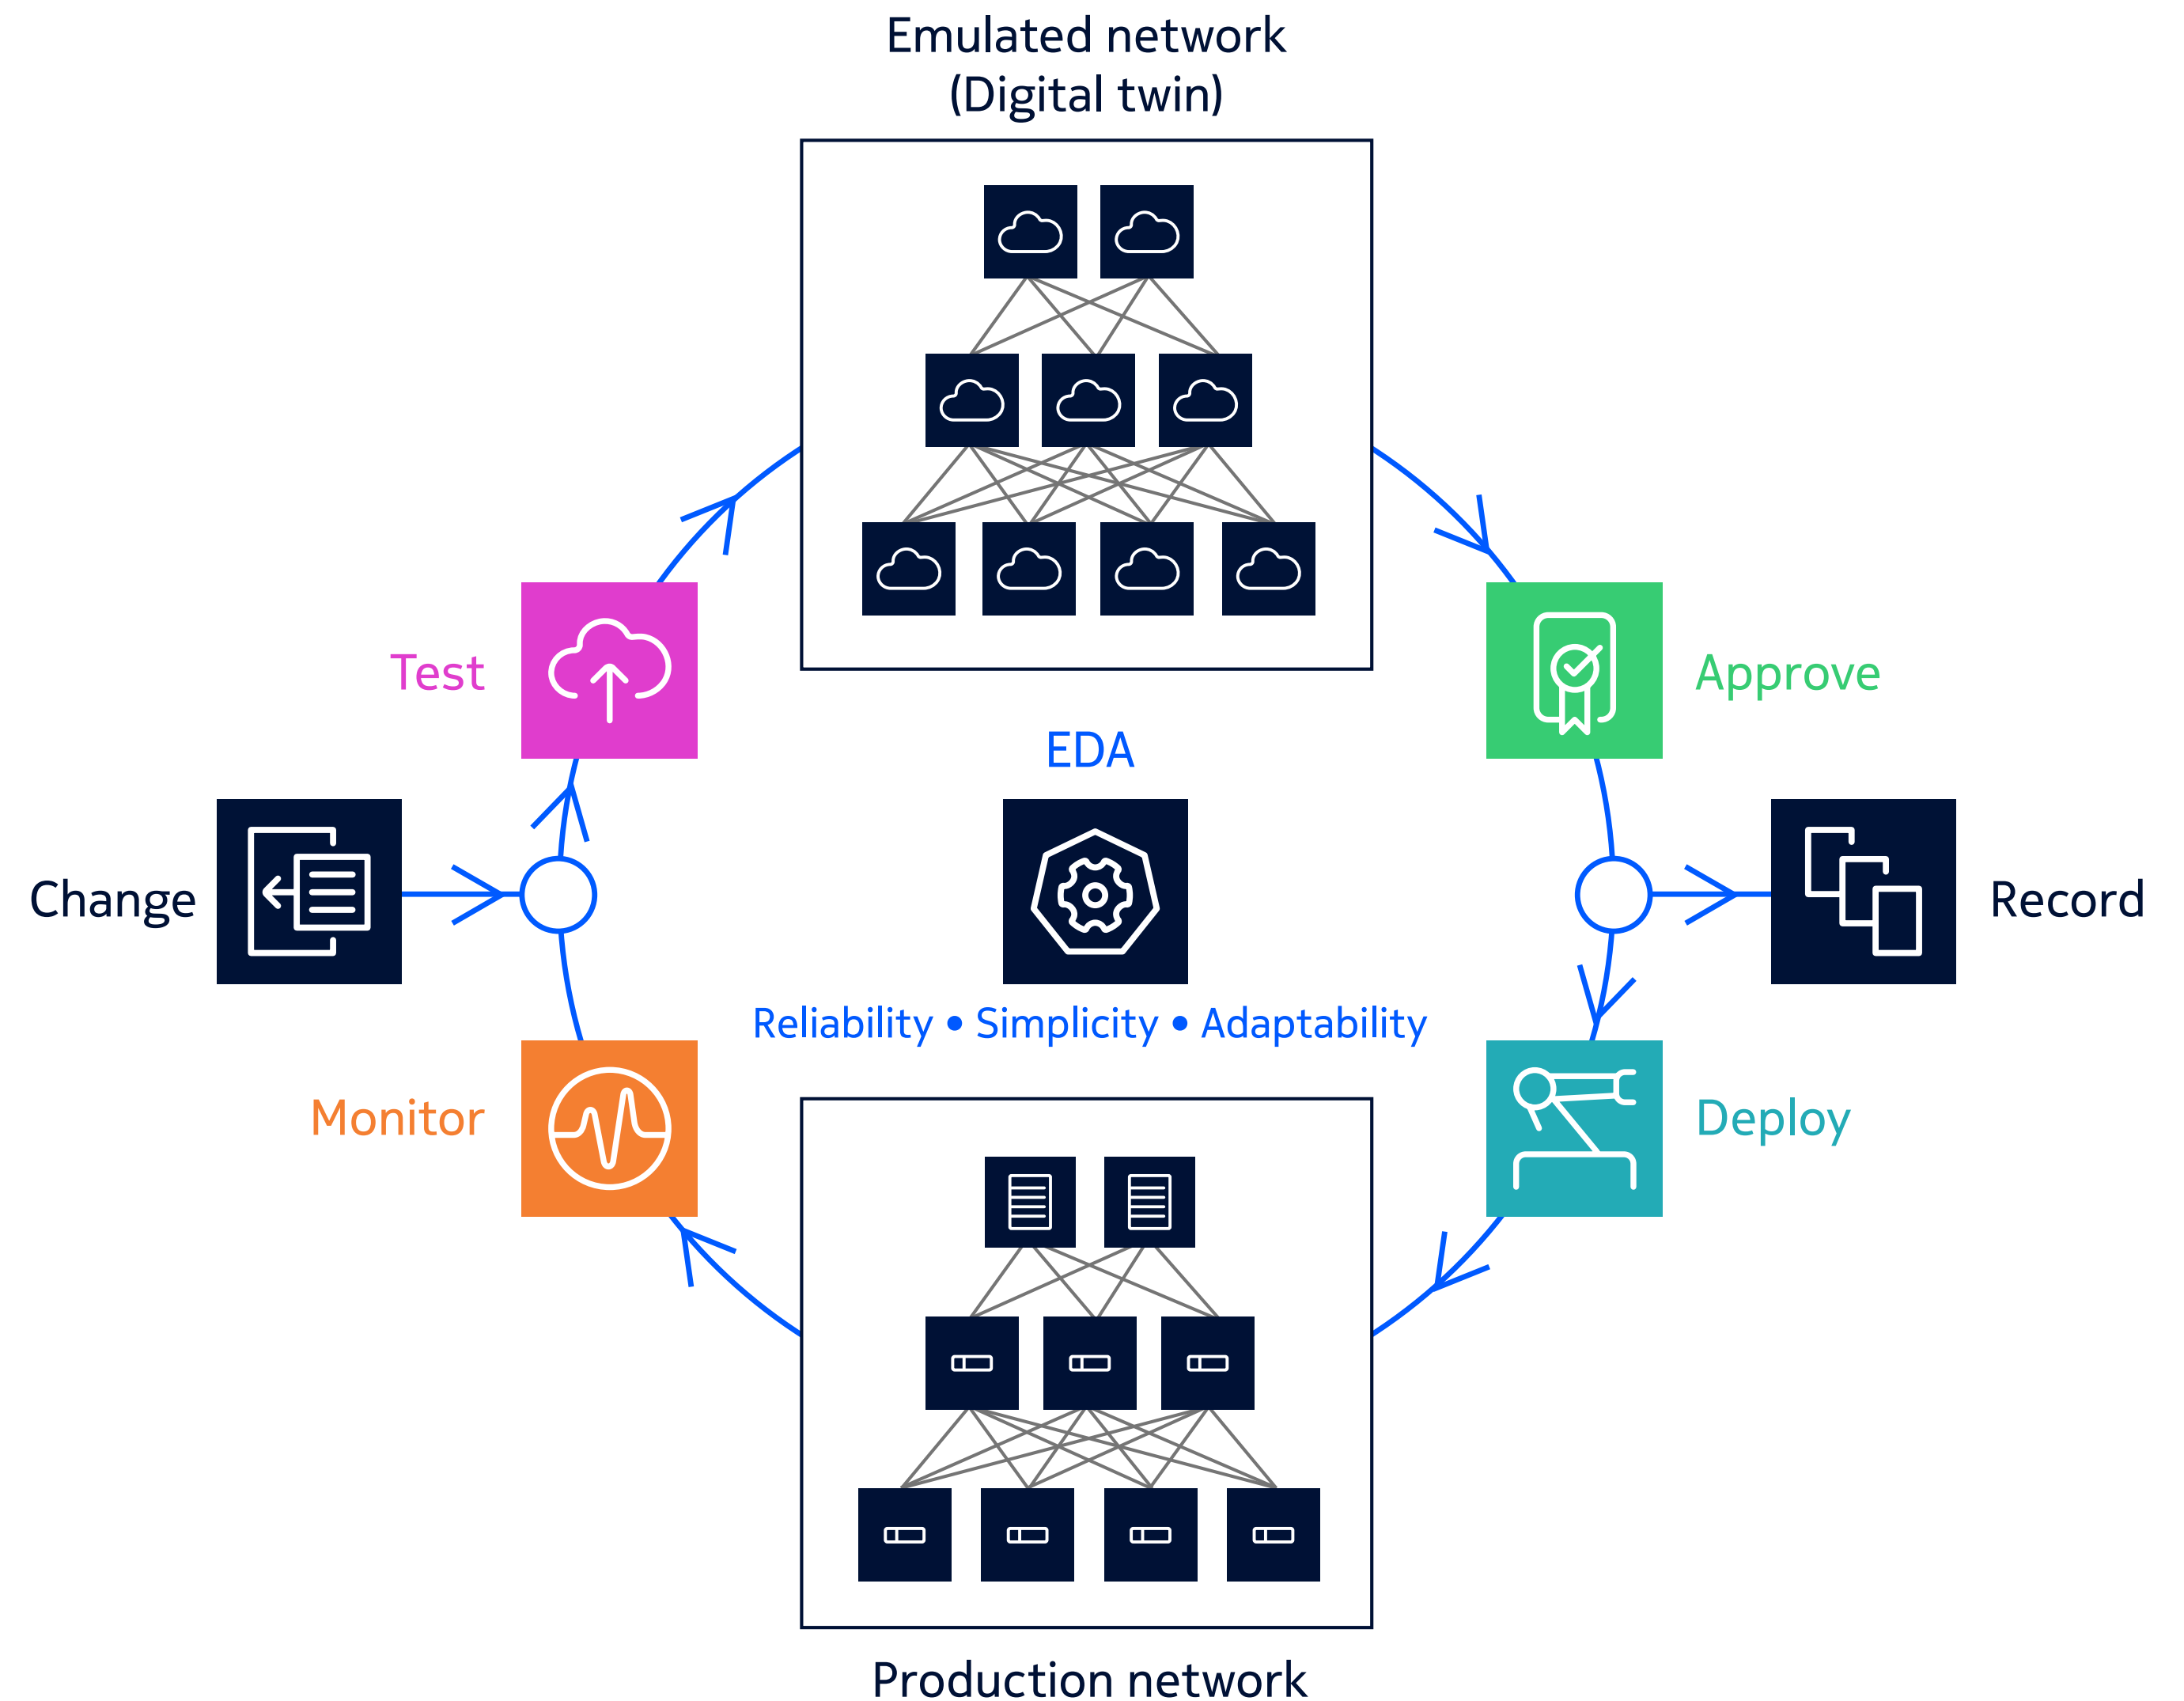 Emulated network
(Digital twin)
Test
Approve
EDA
Change
Record
Reliability • Simplicity • Adaptability
Monitor
Deploy
Production network